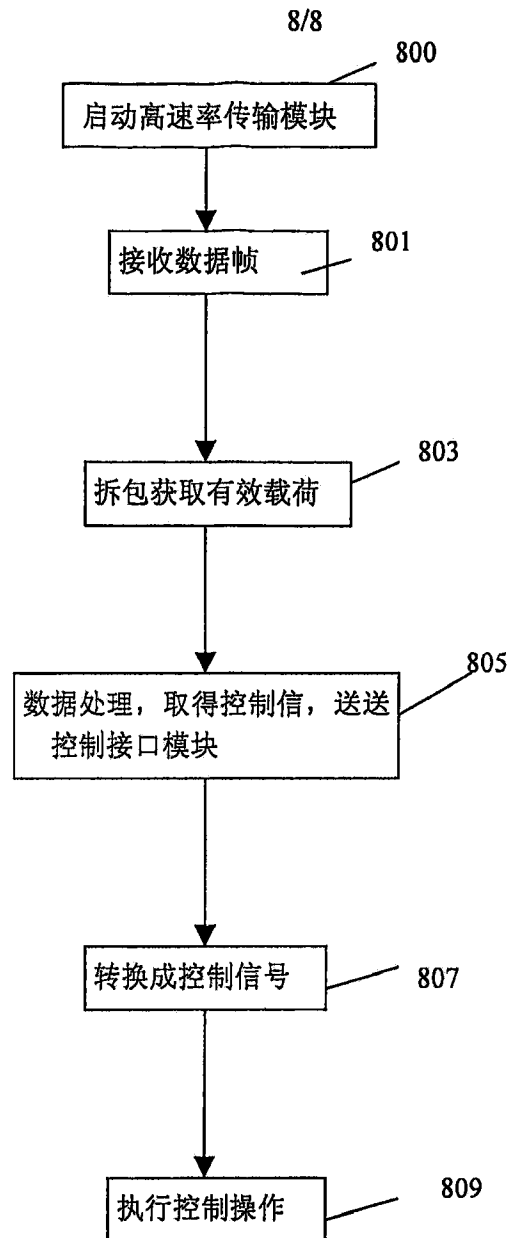 8/8
800
启动高速率传输模块
801
接收数据帧
803
拆包获取有效载荷
805
数据处理，取得控制信，送送
控制接口模块
转换成控制信号
807
809
执行控制操作